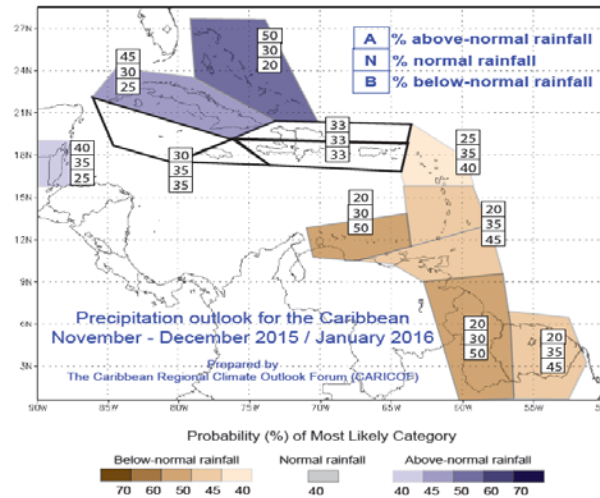 27N
24N
21N
18N
15N
12N
9N
6N
3N
45
30
25
50
30
20
A % above-normal rainfall
N % normal rainfall
B % below-normal rainfall
33
33
33
40
35
25
30
35
35
25
35
40
20
30
50
20
35
45
20
30
50
20
35
45
Precipitation outlook for the Caribbean
November - December 2015 / January 2016
Prepared by
The Caribbean Regional Climate Outlook Forum (CARICOF)
90W 85W 80W 75W 70W 65W 60W 55W
Probability (%) of Most Likely Category
Below-normal rainfall Normal rainfall Above-normal rainfall
70 60 50 45 40 40 40 45 50 60 70